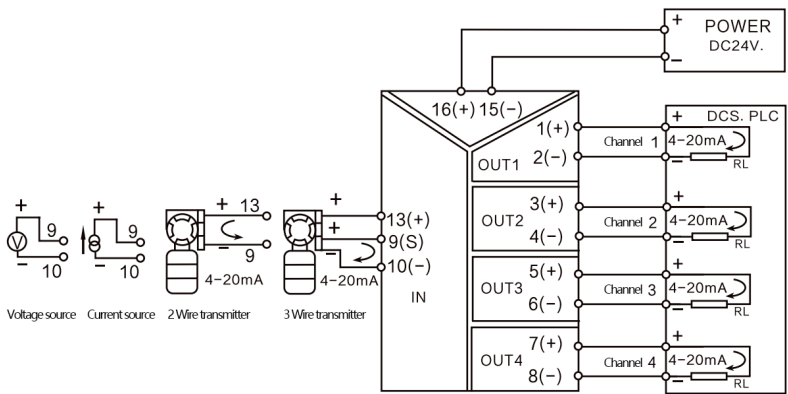 + POWER
DC24V.
−
16(+) 15(−)
+ DCS. PLC
1(+)
Channel 1 4−20mA
2(−)
− RL
OUT1
3(+)
+
OUT2
Channel 2 4−20mA
4(−)
− RL
5(+)
+
OUT3
Channel 3 4−20mA
6(−)
− RL
7(+)
+
OUT4
Channel 4 4−20mA
8(−)
− RL
+ 9
V
− 10
+ 9
− 10
+ 13
− 9
4−20mA
+
+
−
4−20mA
13(+)
9(S)
10(−)
IN
Voltage source Current source 2 Wire transmitter 3 Wire transmitter